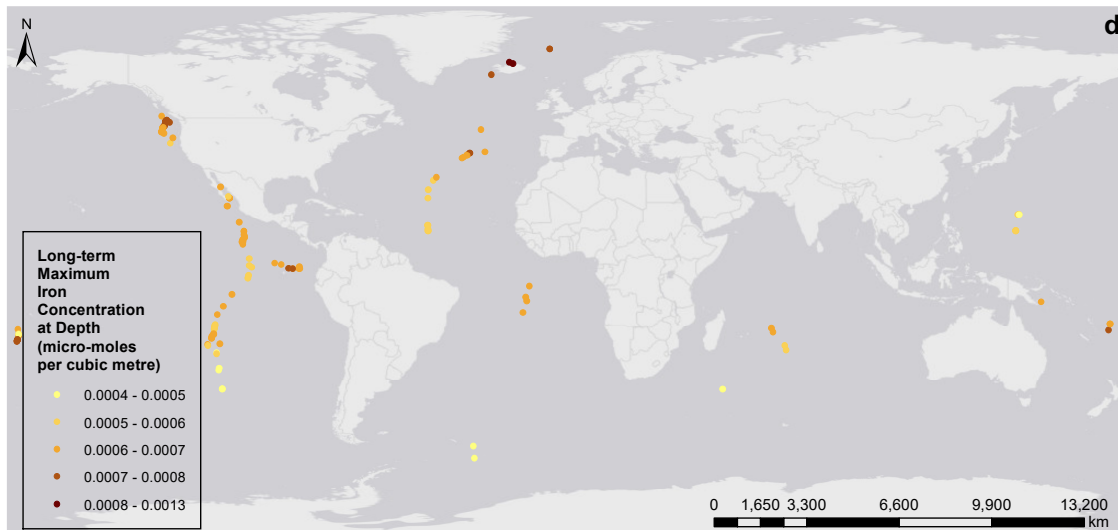 N
d
Long-term
Maximum
Iron
Concentration
at Depth
(micro-moles
per cubic metre)
0.0004 - 0.0005
0.0005 - 0.0006
0.0006 - 0.0007
0.0007 - 0.0008
0.0008 - 0.0013
0 1,650 3,300 6,600 9,900 13,200
km